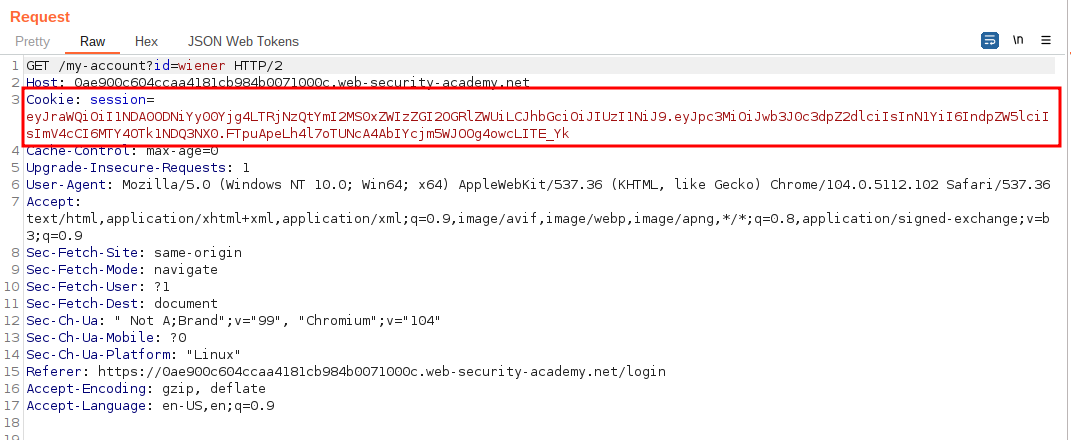 Request
Pretty Raw Hex JSON Web Tokens \n ≡
1 GET /my-account?id=wiener HTTP/2
2 Host: 0ae900c604ccaa4181cb984b0071000c.web-security-academy.net
3 Cookie: session=
eyJraWQiOiI1NDA0ODNiYy00Yjg4LTRjNzQtYmI2MS0xZWIzZGI2OGRlZWUiLCJhbGciOiJIUzI1NiJ9.eyJpc3MiOiJwb3J0c3dpZ2dlciIsInN1YiI6IndpZW5lciI
sImV4cCI6MTY4OTk1NDQ3NX0.FTpuApeLh4l7oTUNcA4AbIYcjm5WJOOg4owcLITE_Yk
4 Cache-Control: max-age=0
5 Upgrade-Insecure-Requests: 1
6 User-Agent: Mozilla/5.0 (Windows NT 10.0; Win64; x64) AppleWebKit/537.36 (KHTML, like Gecko) Chrome/104.0.5112.102 Safari/537.36
7 Accept:
text/html,application/xhtml+xml,application/xml;q=0.9,image/avif,image/webp,image/apng,*/*;q=0.8,application/signed-exchange;v=b
3;q=0.9
8 Sec-Fetch-Site: same-origin
9 Sec-Fetch-Mode: navigate
10 Sec-Fetch-User: ?1
11 Sec-Fetch-Dest: document
12 Sec-Ch-Ua: " Not A;Brand";v="99", "Chromium";v="104"
13 Sec-Ch-Ua-Mobile: ?0
14 Sec-Ch-Ua-Platform: "Linux"
15 Referer: https://0ae900c604ccaa4181cb984b0071000c.web-security-academy.net/login
16 Accept-Encoding: gzip, deflate
17 Accept-Language: en-US,en;q=0.9
18
19